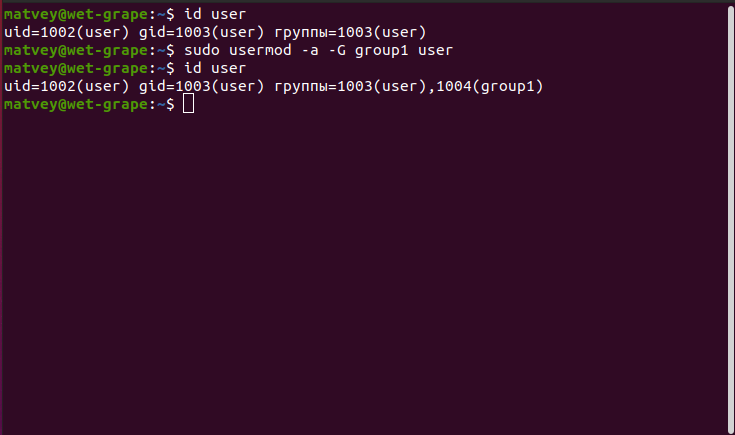 matvey@wet-grape:~$ id user
uid=1002(user) gid=1003(user) группы=1003(user)
matvey@wet-grape:~$ sudo usermod -a -G group1 user
matvey@wet-grape:~$ id user
uid=1002(user) gid=1003(user) группы=1003(user),1004(group1)
matvey@wet-grape:~$